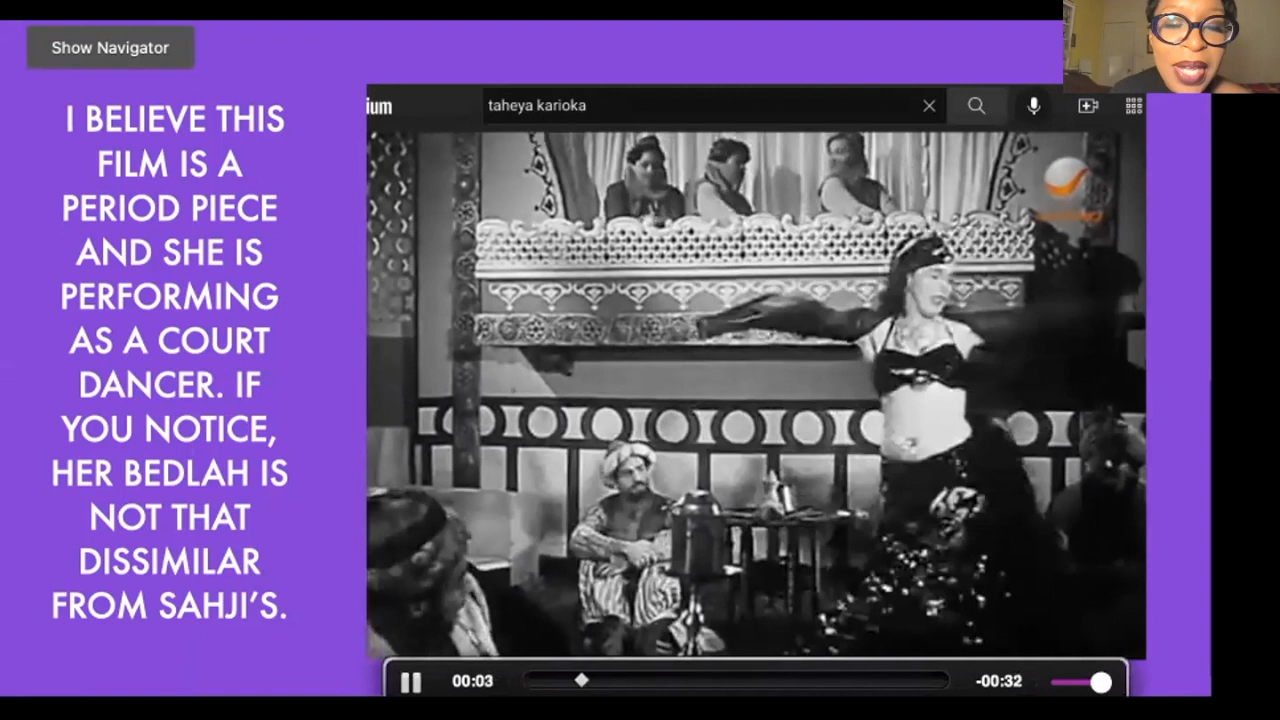 Show Navigator
I BELIEVE THIS
FILM IS A
PERIOD PIECE
AND SHE IS
PERFORMING
AS A COURT
DANCER. IF
YOU NOTICE,
HER BEDLAH IS
NOT THAT
DISSIMILAR
FROM SAHJI'S.
ium
taheya karioka
00:03
-00:32